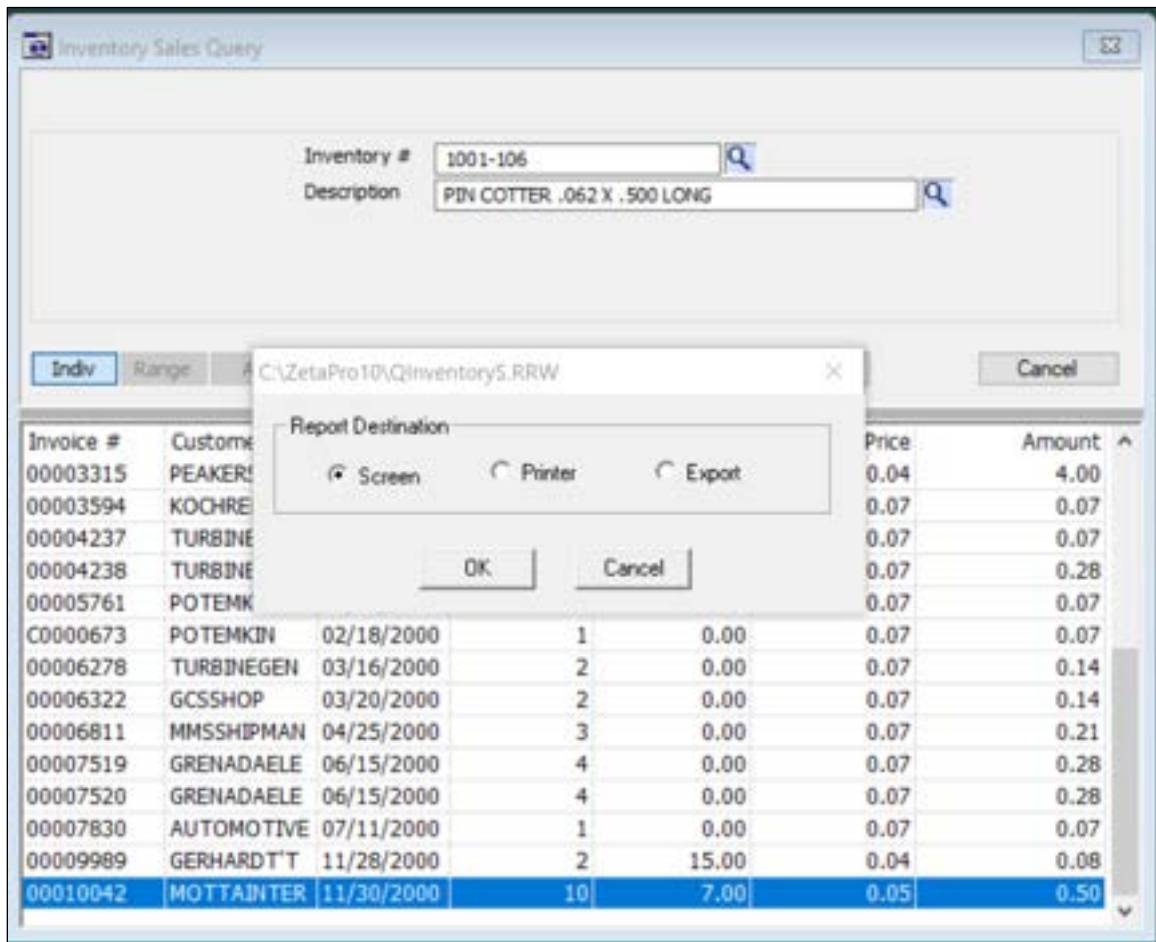 Inventory Sales Query
Inventory # 1001-106
Description PIN COTTER .062 X .500 LONG
Indiv Range Cancel
C:\ZetaPro10\QInventoryS.RRW
Report Destination
Screen Printer Export
OK Cancel
Invoice # Custome Price Amount
00003315 PEAKERS 0.04 4.00
00003594 KOCHRE 0.07 0.07
00004237 TURBINE 0.07 0.07
00004238 TURBINE 0.07 0.28
00005761 POTEMK 0.07 0.07
C0000673 POTEMKIN 02/18/2000 1 0.00 0.07 0.07
00006278 TURBINEGEN 03/16/2000 2 0.00 0.07 0.14
00006322 GCSSHOP 03/20/2000 2 0.00 0.07 0.14
00006811 MMSSHIPMAN 04/25/2000 3 0.00 0.07 0.21
00007519 GRENADAELE 06/15/2000 4 0.00 0.07 0.28
00007520 GRENADAELE 06/15/2000 4 0.00 0.07 0.28
00007830 AUTOMOTIVE 07/11/2000 1 0.00 0.07 0.07
00009989 GERHARDT'T 11/28/2000 2 15.00 0.04 0.08
00010042 MOTTAINTER 11/30/2000 10 7.00 0.05 0.50